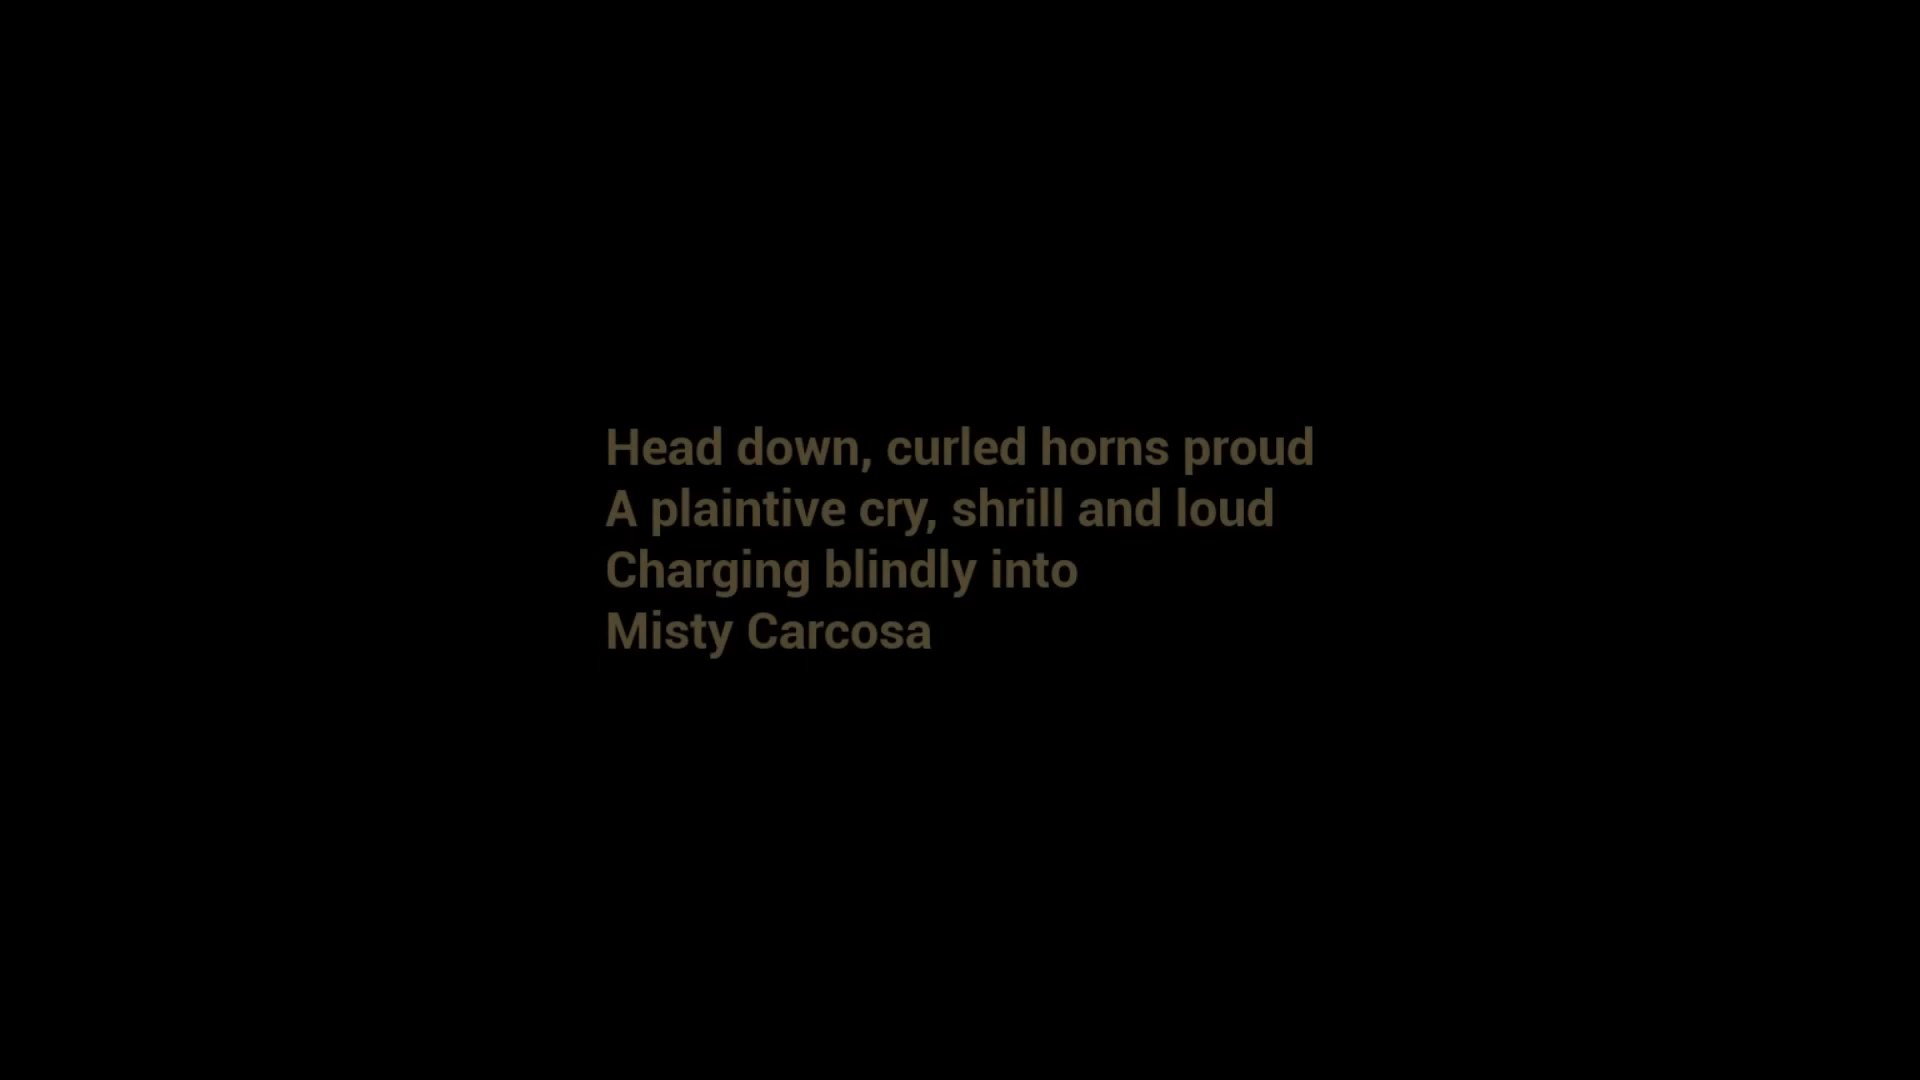 Head down, curled horns proud
A plaintive cry, shrill and loud
Charging blindly into
Misty Carcosa